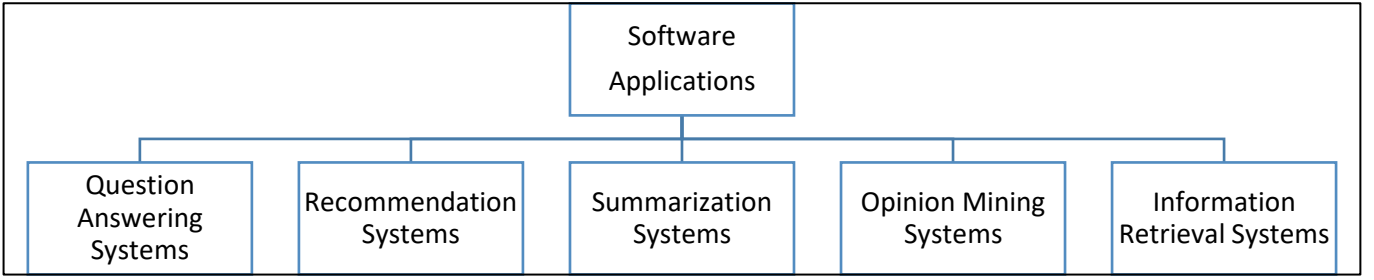 Software
Applications
Question
Answering
Systems
Recommendation
Systems
Summarization
Systems
Opinion Mining
Systems
Information
Retrieval Systems